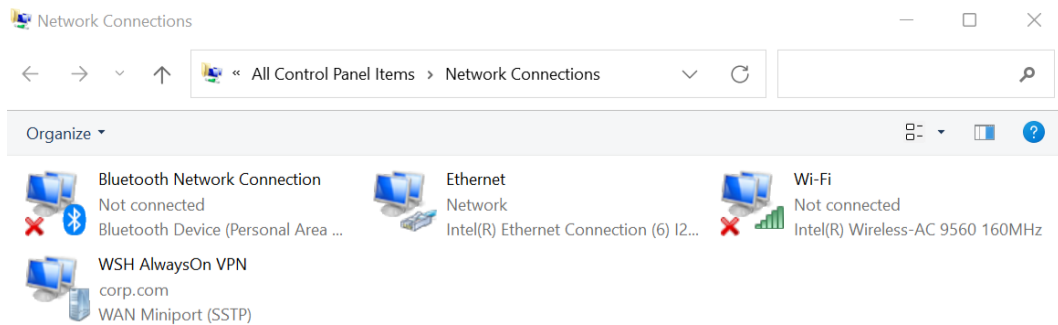 Network Connections
« All Control Panel Items > Network Connections
Organize
Bluetooth Network Connection
Not connected
Bluetooth Device (Personal Area ...
Ethernet
Network
Intel(R) Ethernet Connection (6) I2...
Wi-Fi
Not connected
Intel(R) Wireless-AC 9560 160MHz
WSH AlwaysOn VPN
corp.com
WAN Miniport (SSTP)